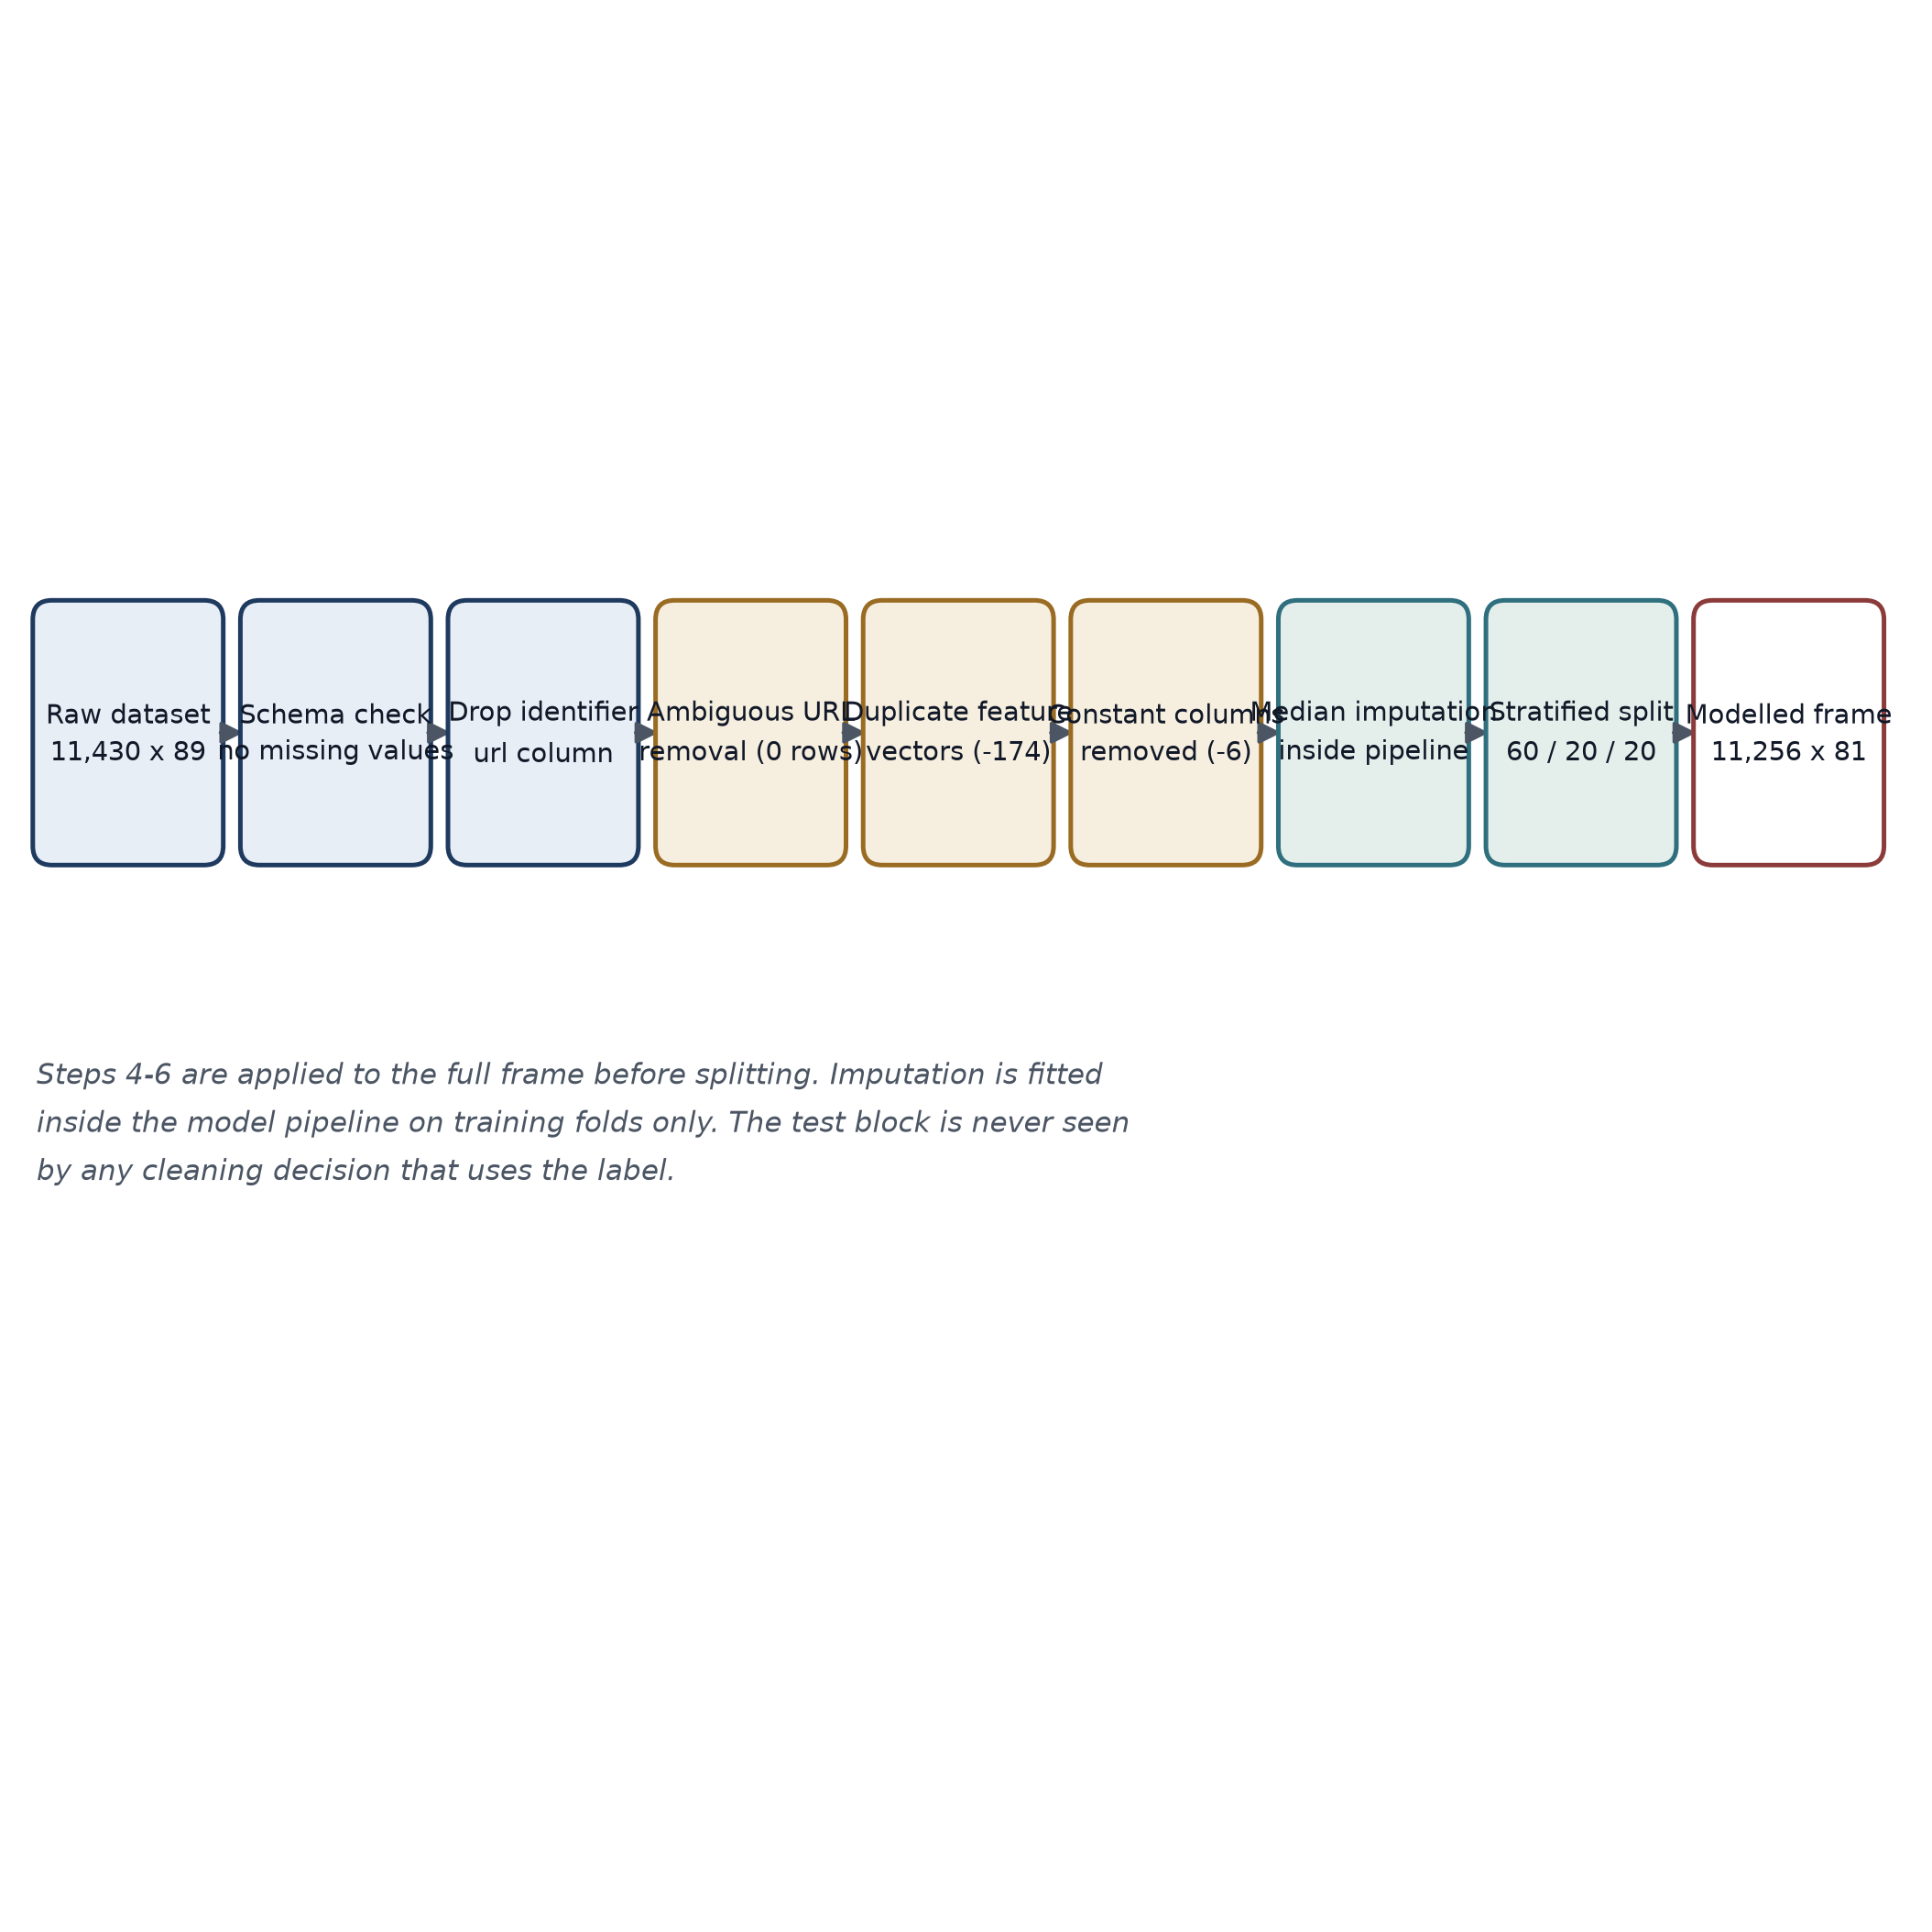 Raw dataset
11,430 x 89
Schema check
no missing values
Drop identifier
url column
Ambiguous URL
removal (0 rows)
Duplicate feature
vectors (-174)
Constant columns
removed (-6)
Median imputation
inside pipeline
Stratified split
60 / 20 / 20
Modelled frame
11,256 x 81
Steps 4-6 are applied to the full frame before splitting. Imputation is fitted
inside the model pipeline on training folds only. The test block is never seen
by any cleaning decision that uses the label.